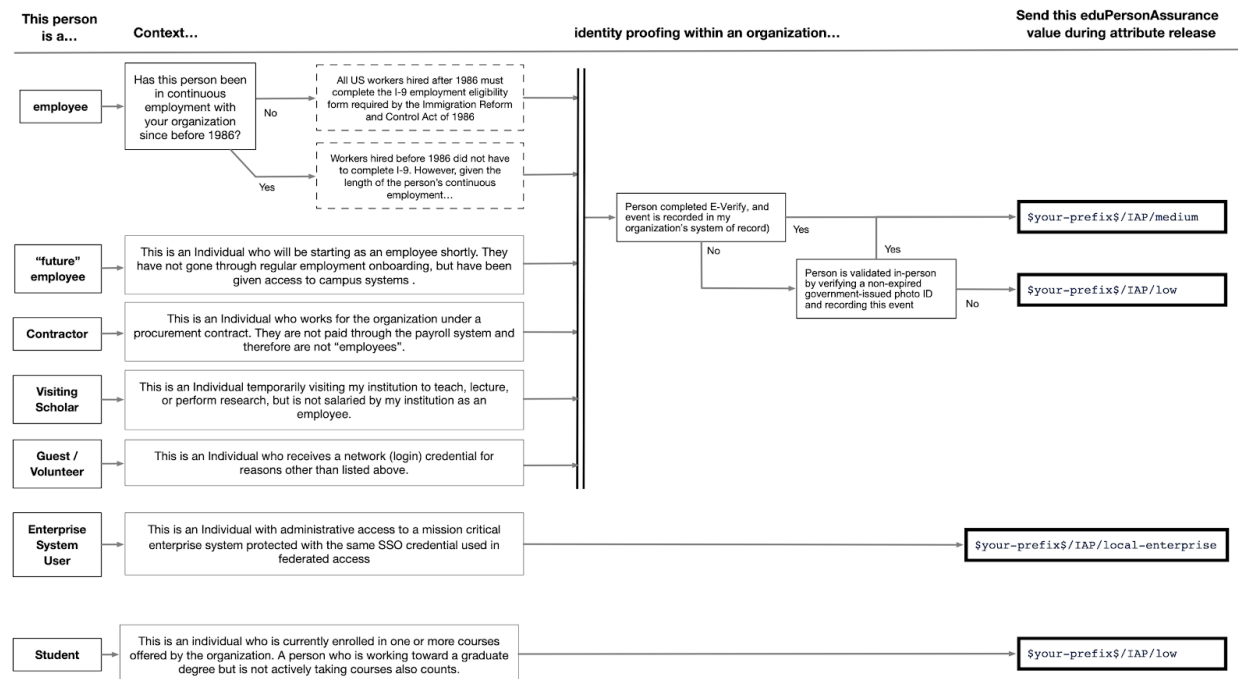 This person
is a…
Context…
identity proofing within an organization…
Send this eduPersonAssurance
value during attribute release
employee
Has this person been
in continuous
employment with
your organization
since before 1986?
No
Yes
All US workers hired after 1986 must
complete the I-9 employment eligibility
form required by the Immigration Reform
and Control Act of 1986
Workers hired before 1986 did not have
to complete I-9. However, given the
length of the person's continuous
employment…
Person completed E-Verify, and
event is recorded in my
organization's system of record)
Yes
No
$your-prefix$/IAP/medium
Person is validated in-person
by verifying a non-expired
government-issued photo ID
and recording this event
Yes
No
$your-prefix$/IAP/low
"future"
employee
This is an Individual who will be starting as an employee shortly. They
have not gone through regular employment onboarding, but have been
given access to campus systems .
Contractor
This is an Individual who works for the organization under a
procurement contract. They are not paid through the payroll system and
therefore are not "employees".
Visiting
Scholar
This is an Individual temporarily visiting my institution to teach, lecture,
or perform research, but is not salaried by my institution as an
employee.
Guest /
Volunteer
This is an Individual who receives a network (login) credential for
reasons other than listed above.
Enterprise
System
User
This is an Individual with administrative access to a mission critical
enterprise system protected with the same SSO credential used in
federated access
$your-prefix$/IAP/local-enterprise
Student
This is an individual who is currently enrolled in one or more courses
offered by the organization. A person who is working toward a graduate
degree but is not actively taking courses also counts.
$your-prefix$/IAP/low